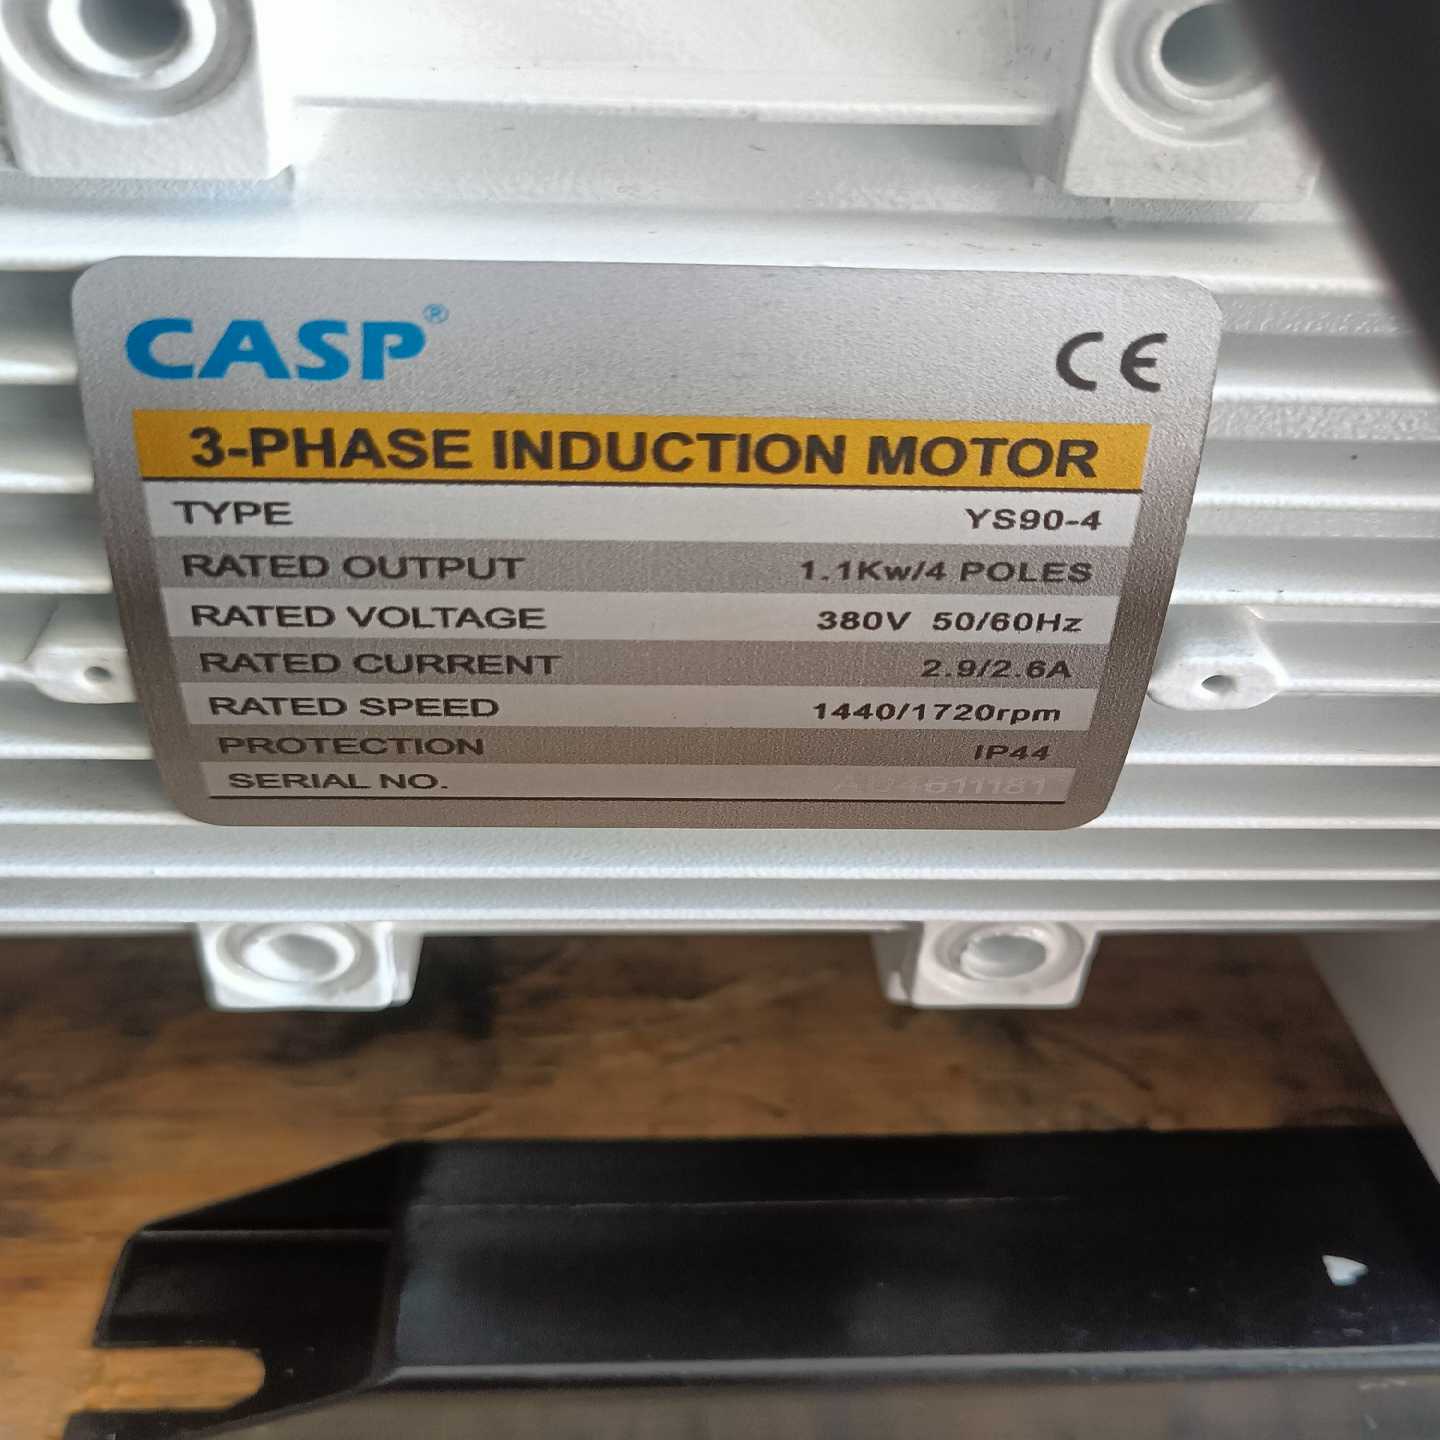 CASP®
CE
3-PHASE INDUCTION MOTOR
TYPE YS90-4
RATED OUTPUT 1.1Kw/4 POLES
RATED VOLTAGE 380V 50/60Hz
RATED CURRENT 2.9/2.6A
RATED SPEED 1440/1720rpm
PROTECTION IP44
SERIAL NO.